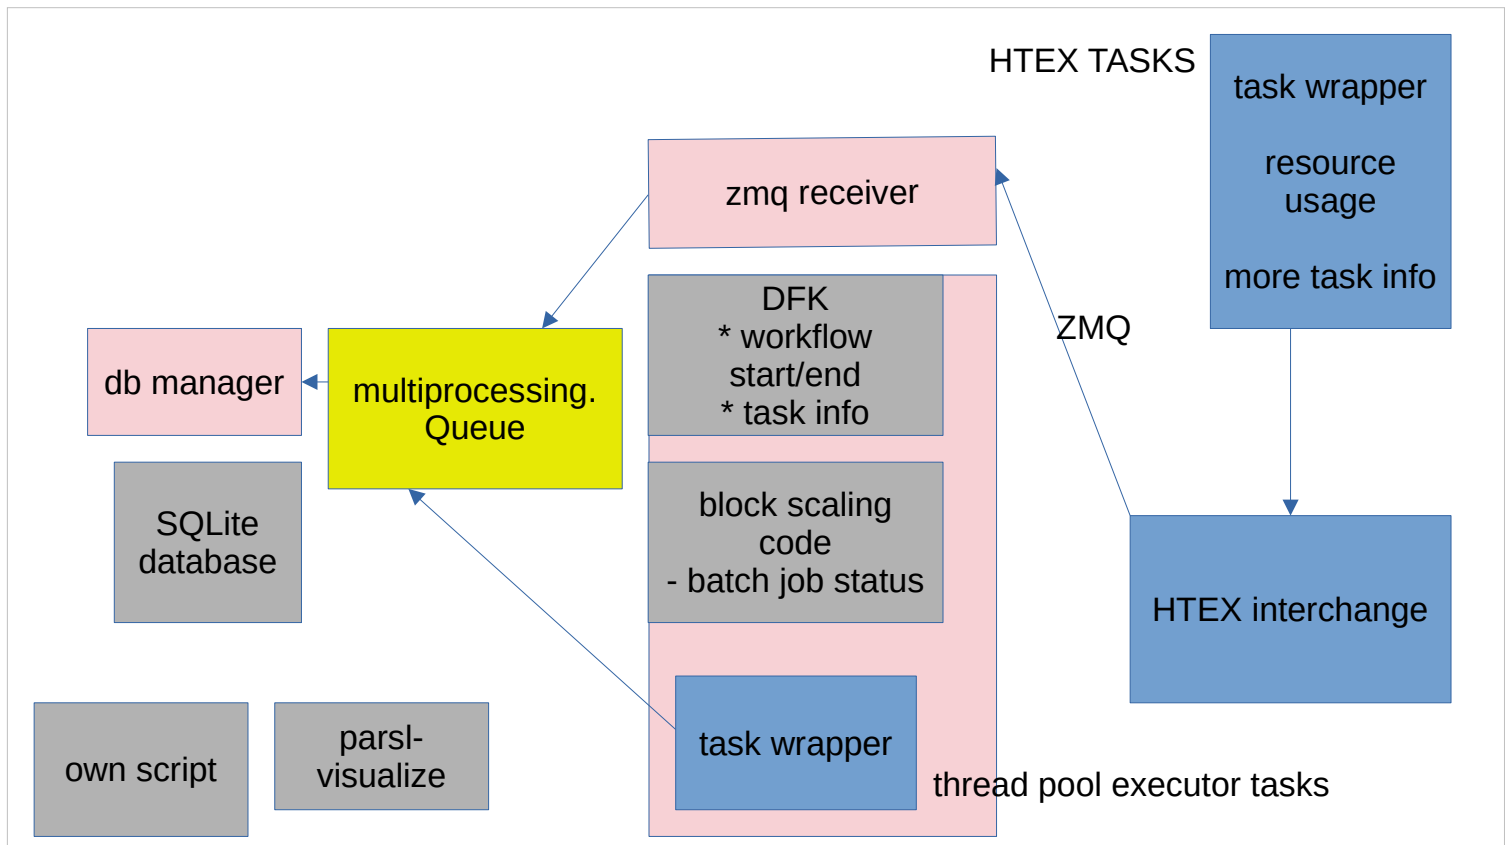 HTEX TASKS
task wrapper
resource
usage
more task info
zmq receiver
DFK
* workflow
start/end
* task info
ZMQ
db manager
multiprocessing.
Queue
block scaling
code
- batch job status
SQLite
database
HTEX interchange
task wrapper
thread pool executor tasks
own script
parsl-
visualize